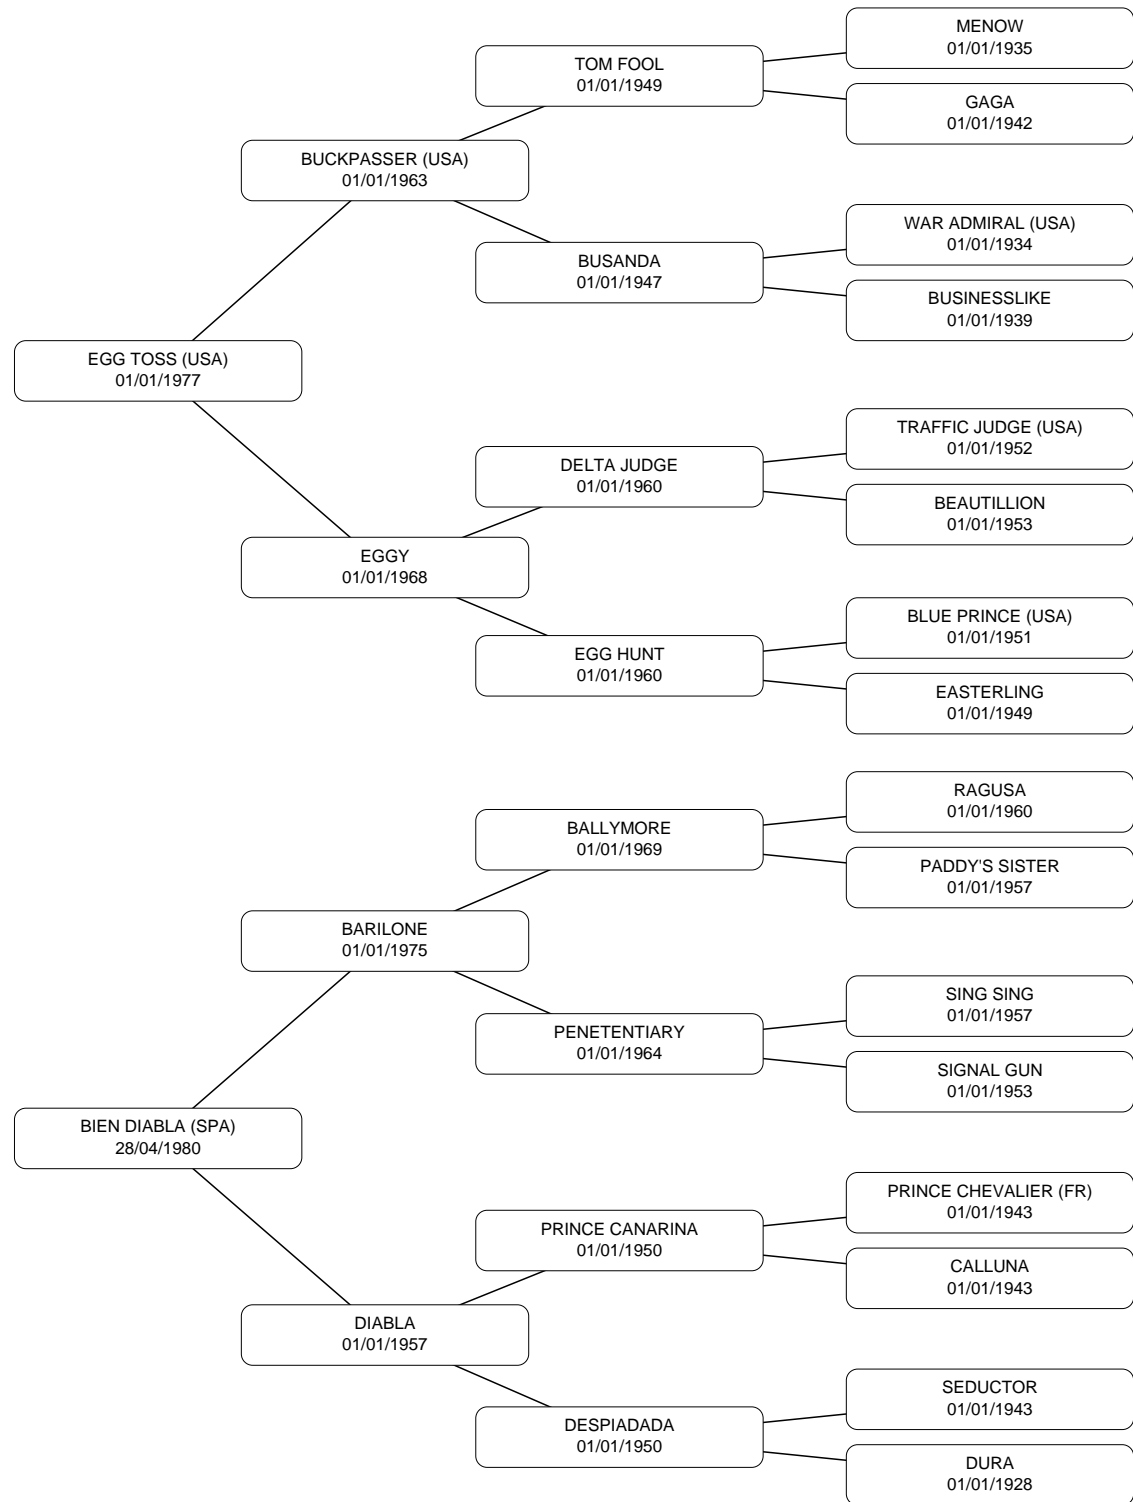 MENOW
01/01/1935
TOM FOOL
01/01/1949
GAGA
01/01/1942
BUCKPASSER (USA)
01/01/1963
WAR ADMIRAL (USA)
01/01/1934
BUSANDA
01/01/1947
BUSINESSLIKE
01/01/1939
EGG TOSS (USA)
01/01/1977
TRAFFIC JUDGE (USA)
01/01/1952
DELTA JUDGE
01/01/1960
BEAUTILLION
01/01/1953
EGGY
01/01/1968
BLUE PRINCE (USA)
01/01/1951
EGG HUNT
01/01/1960
EASTERLING
01/01/1949
RAGUSA
01/01/1960
BALLYMORE
01/01/1969
PADDY'S SISTER
01/01/1957
BARILONE
01/01/1975
SING SING
01/01/1957
PENETENTIARY
01/01/1964
SIGNAL GUN
01/01/1953
BIEN DIABLA (SPA)
28/04/1980
PRINCE CHEVALIER (FR)
01/01/1943
PRINCE CANARINA
01/01/1950
CALLUNA
01/01/1943
DIABLA
01/01/1957
SEDUCTOR
01/01/1943
DESPIADADA
01/01/1950
DURA
01/01/1928